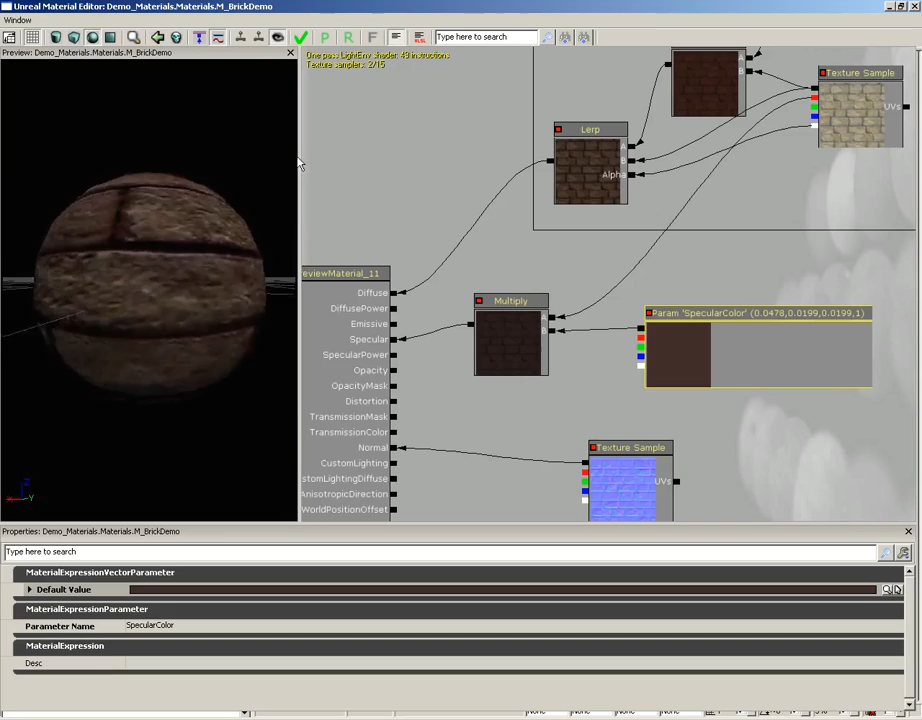 Unreal Material Editor: Demo_Materials.Materials.M_BrickDemo
Window
Type here to search
Preview: Demo_Materials.Materials.M_BrickDemo
One pass LightEnv shader: 49 instructions
Texture samplers: 2/15
A
B
Texture Sample
UVs
Lerp
A
B
Alpha
eviewMaterial_11
Diffuse
DiffusePower
Emissive
Specular
SpecularPower
Opacity
OpacityMask
Distortion
TransmissionMask
TransmissionColor
Normal
CustomLighting
stomLightingDiffuse
AnisotropicDirection
WorldPositionOffset
Multiply
A
B
Param 'SpecularColor' (0.0478,0.0199,0.0199,1)
Texture Sample
UVs
Z
Y
Properties: Demo_Materials.Materials.M_BrickDemo
Type here to search
MaterialExpressionVectorParameter
Default Value
MaterialExpressionParameter
Parameter Name SpecularColor
MaterialExpression
Desc